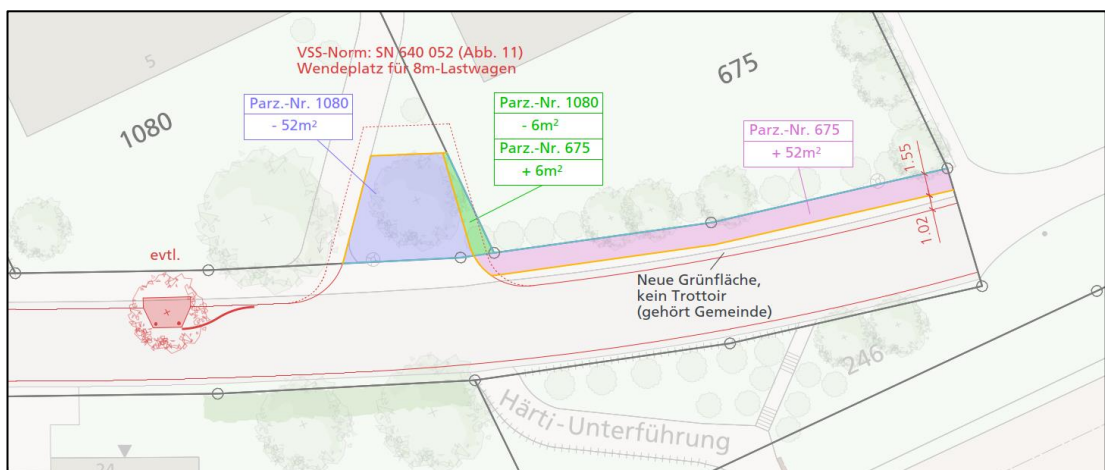 VSS-Norm: SN 640 052 (Abb. 11)
Wendeplatz für 8m-Lastwagen
5
1080
675
Parz.-Nr. 1080
- 52m²
Parz.-Nr. 1080
- 6m²
Parz.-Nr. 675
+ 6m²
Parz.-Nr. 675
+ 52m²
1.55
1.02
evtl.
Neue Grünfläche,
kein Trottoir
(gehört Gemeinde)
246
Härti-Unterführung
24